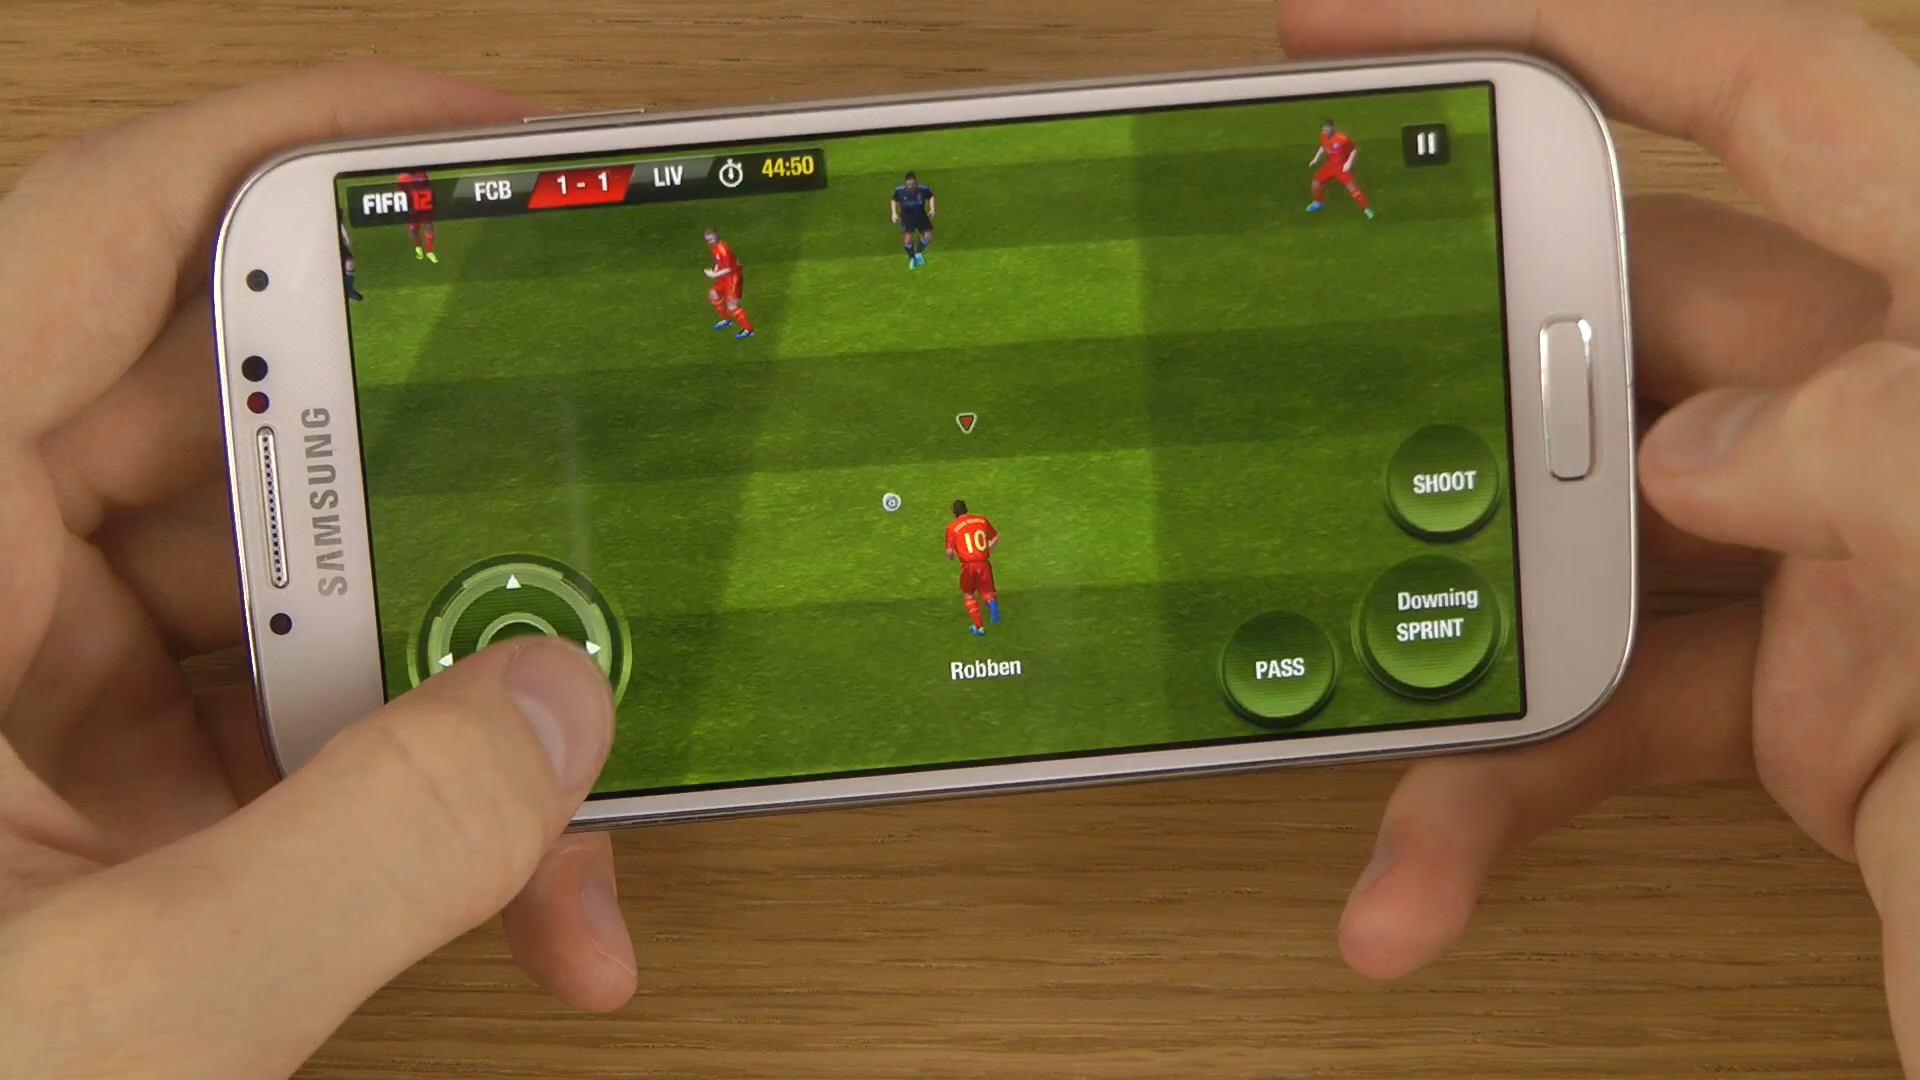 FIFA 12 FCB 1 - 1 LIV 44:50
SAMSUNG
10
SHOOT
Downing
SPRINT
PASS
Robben